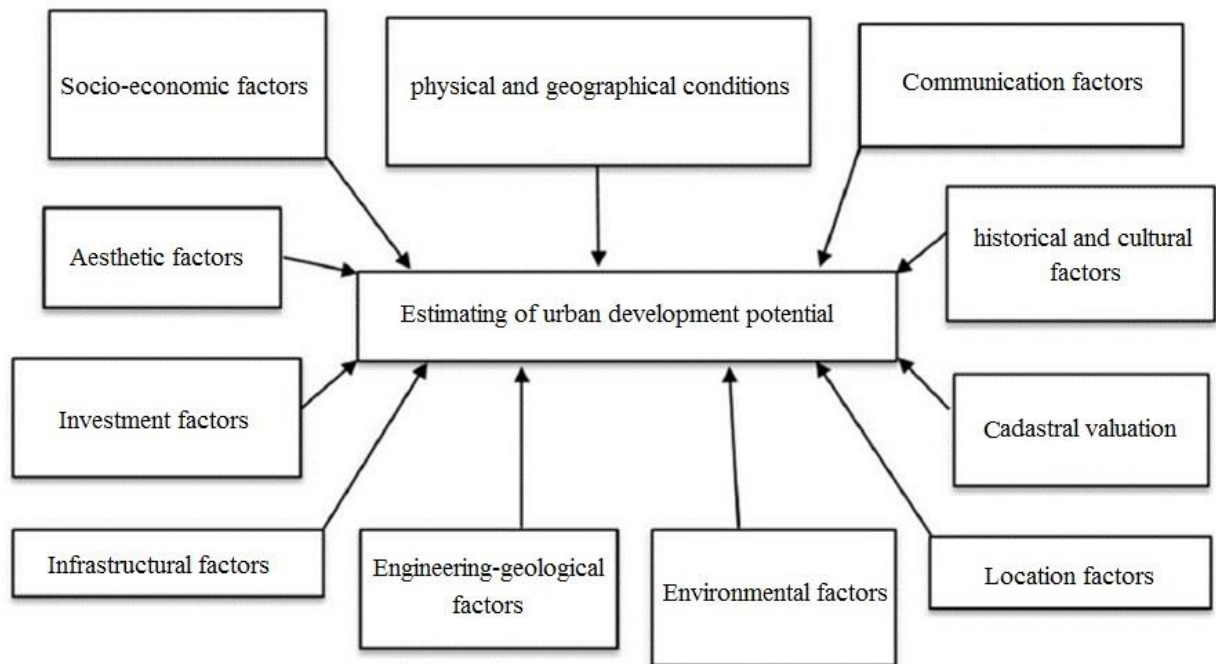 Socio-economic factors
physical and geographical conditions
Communication factors
Aesthetic factors
historical and cultural
factors
Estimating of urban development potential
Investment factors
Cadastral valuation
Infrastructural factors
Engineering-geological
factors
Environmental factors
Location factors